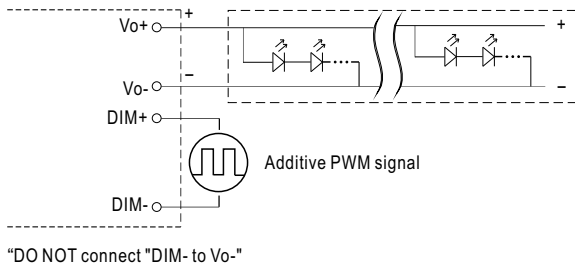 Vo+
+
+
Vo-
–
–
DIM+
Additive PWM signal
DIM-
“DO NOT connect "DIM- to Vo-"